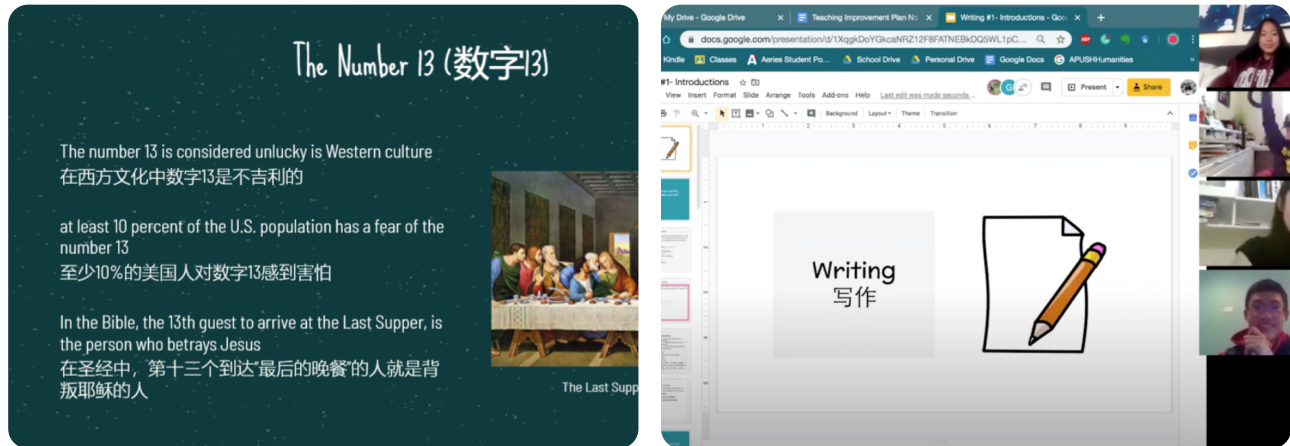 The Number 13 (数字13)
The number 13 is considered unlucky is Western culture
在西方文化中数字13是不吉利的
at least 10 percent of the U.S. population has a fear of the
number 13
至少10%的美国人对数字13感到害怕
In the Bible, the 13th guest to arrive at the Last Supper, is
the person who betrays Jesus
在圣经中，第十三个到达“最后的晚餐”的人就是背
叛耶稣的人
The Last Supp
My Drive - Google Drive
Teaching Improvement Plan No
Writing #1- Introductions - Goo
docs.google.com/presentation/d/1XqgkDoYGkcaNRZ12F8FATNEBkDQ5WL1pC...
Kindle Classes Aeries Student Po... School Drive Personal Drive Google Docs APUSHHumanities
#1- Introductions
Present
Share
View Insert Format Slide Arrange Tools Add-ons Help Last edit was made seconds...
Background Layout Theme Transition
Writing
写作